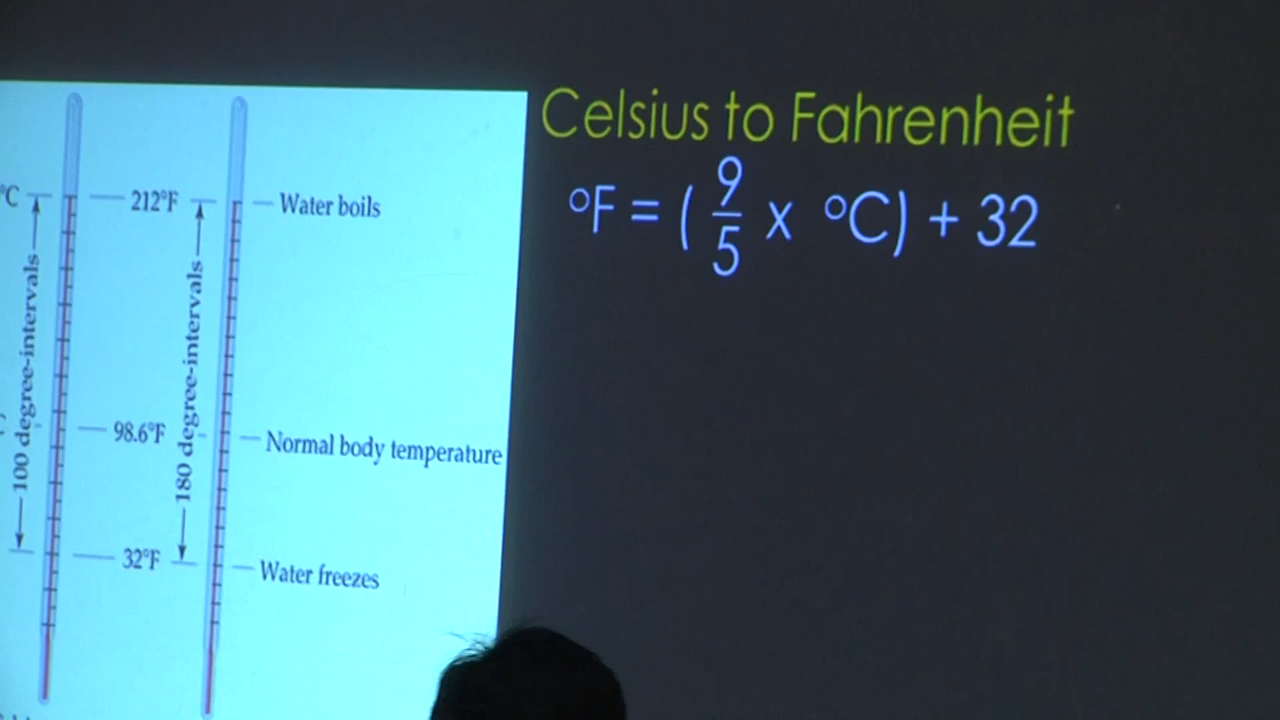 Celsius to Fahrenheit
°F = ( 9/5 x °C) + 32
°C
212°F
Water boils
100 degree-intervals
180 degree-intervals
98.6°F
Normal body temperature
32°F
Water freezes